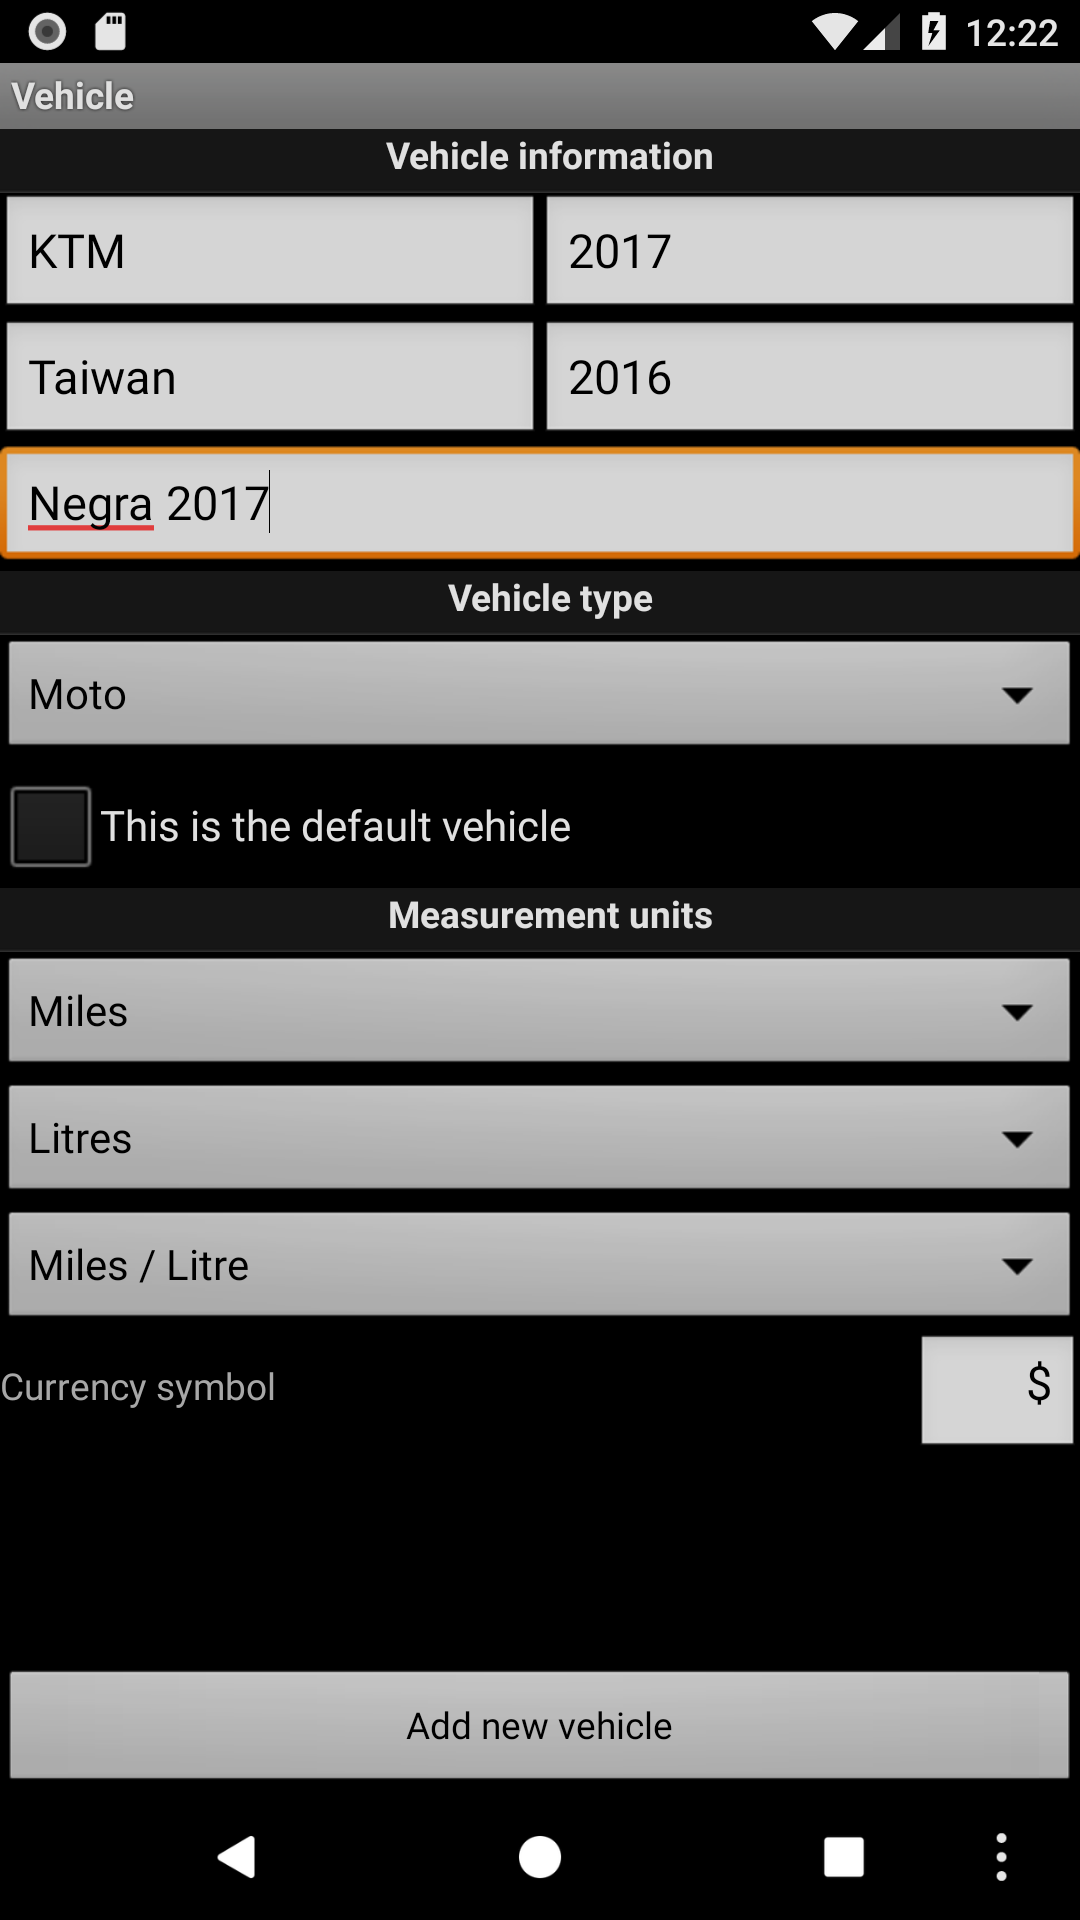 12:22
Vehicle
Vehicle information
KTM 2017
Taiwan 2016
Negra 2017
Vehicle type
Moto
This is the default vehicle
Measurement units
Miles
Litres
Miles / Litre
Currency symbol $
Add new vehicle